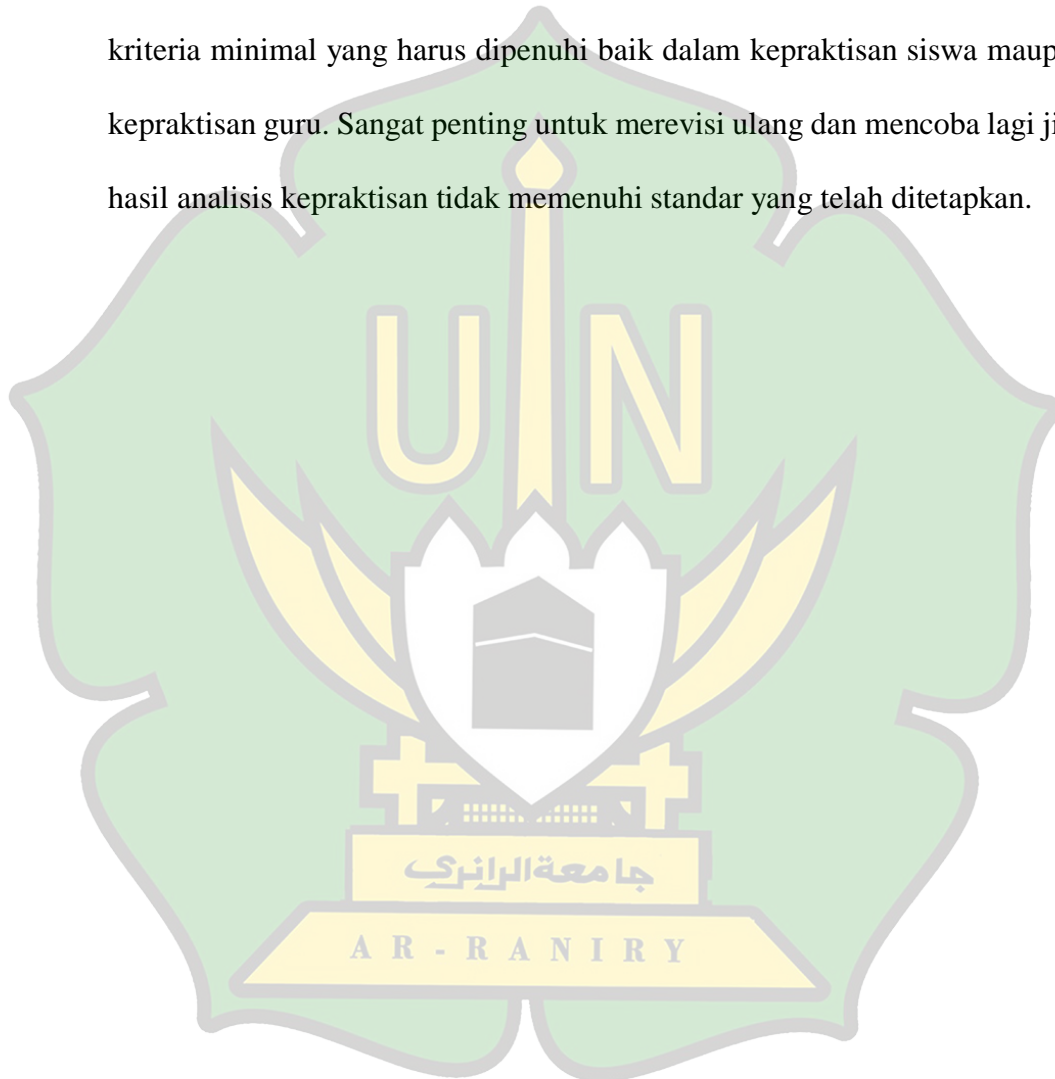 kriteria minimal yang harus dipenuhi baik dalam kepraktisan siswa maup
kepraktisan guru. Sangat penting untuk merevisi ulang dan mencoba lagi ji
hasil analisis kepraktisan tidak memenuhi standar yang telah ditetapkan.
UIN
جامعةالرانري
AR-RANIRY